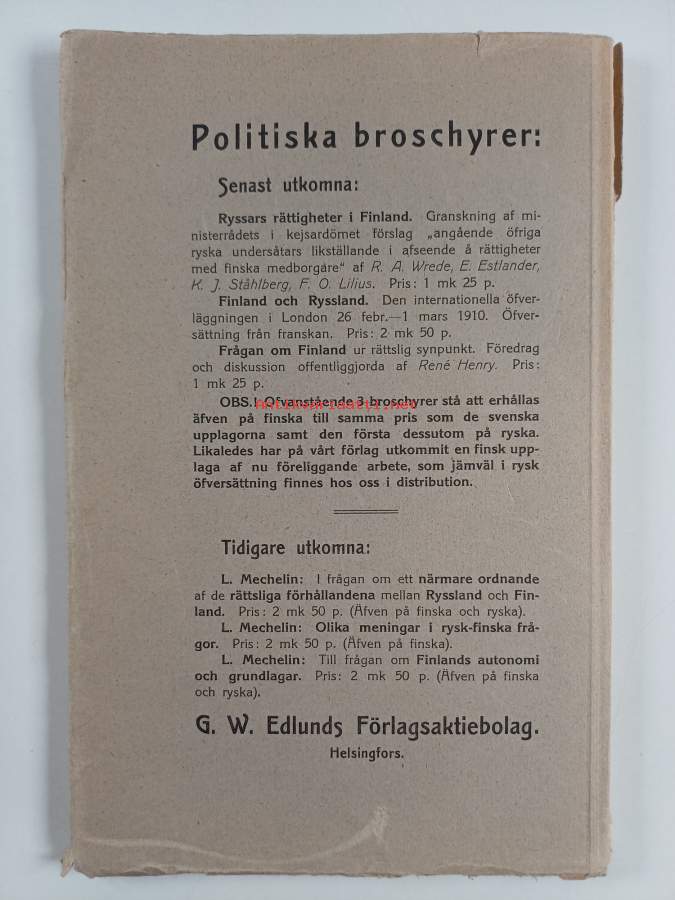 Politiska broschyrer:
Senast utkomna:
Ryssars rättigheter i Finland. Granskning af mi-
nisterrådets i kejsardömet förslag „angående öfriga
ryska undersåtars likställande i afseende å rättigheter
med finska medborgare“ af R. A. Wrede, E. Estlander,
K. J. Ståhlberg, F. O. Lilius. Pris: 1 mk 25 p.
Finland och Ryssland. Den internationella öfver-
läggningen i London 26 febr.—1 mars 1910. Öfver-
sättning från franskan. Pris: 2 mk 50 p.
Frågan om Finland ur rättslig synpunkt. Föredrag
och diskussion offentliggjorda af René Henry. Pris:
1 mk 25 p.
OBS.! Ofvanstående 3 broschyrer stå att erhållas
Antikvariaatti.net
äfven på finska till samma pris som de svenska
upplagorna samt den första dessutom på ryska.
Likaledes har på vårt förlag utkommit en finsk upp-
laga af nu föreliggande arbete, som jämväl i rysk
öfversättning finnes hos oss i distribution.
Tidigare utkomna:
L. Mechelin: I frågan om ett närmare ordnande
af de rättsliga förhållandena mellan Ryssland och Fin-
land. Pris: 2 mk 50 p. (Äfven på finska och ryska).
L. Mechelin: Olika meningar i rysk-finska frå-
gor. Pris: 2 mk 50 p. (Äfven på finska).
L. Mechelin: Till frågan om Finlands autonomi
och grundlagar. Pris: 2 mk 50 p. (Äfven på finska
och ryska).
G. W. Edlunds Förlagsaktiebolag.
Helsingfors.